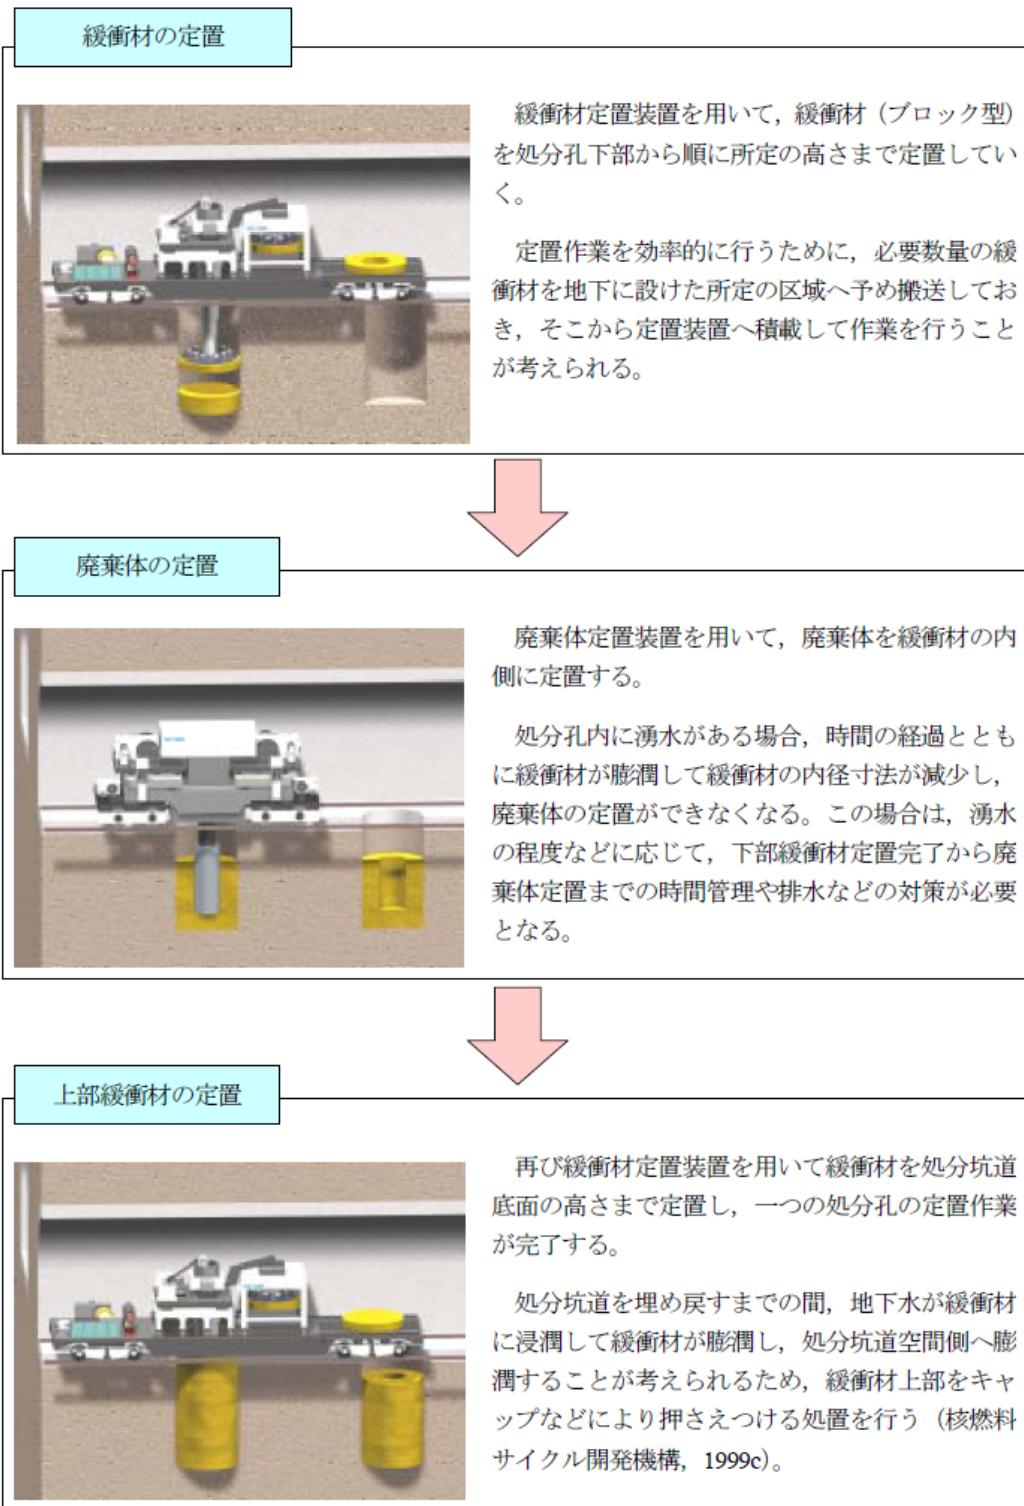 緩衝材の定置
緩衝材定置装置を用いて，緩衝材（ブロック型）
を処分孔下部から順に所定の高さまで定置してい
く。
定置作業を効率的に行うために，必要数量の緩
衝材を地下に設けた所定の区域へ予め搬送してお
き，そこから定置装置へ積載して作業を行うこと
が考えられる。
廃棄体の定置
廃棄体定置装置を用いて，廃棄体を緩衝材の内
側に定置する。
処分孔内に湧水がある場合，時間の経過ととも
に緩衝材が膨潤して緩衝材の内径寸法が減少し，
廃棄体の定置ができなくなる。この場合は，湧水
の程度などに応じて，下部緩衝材定置完了から廃
棄体定置までの時間管理や排水などの対策が必要
となる。
上部緩衝材の定置
再び緩衝材定置装置を用いて緩衝材を処分坑道
底面の高さまで定置し，一つの処分孔の定置作業
が完了する。
処分坑道を埋め戻すまでの間，地下水が緩衝材
に浸潤して緩衝材が膨潤し，処分坑道空間側へ膨
潤することが考えられるため，緩衝材上部をキャ
ップなどにより押さえつける処置を行う（核燃料
サイクル開発機構，1999c）。